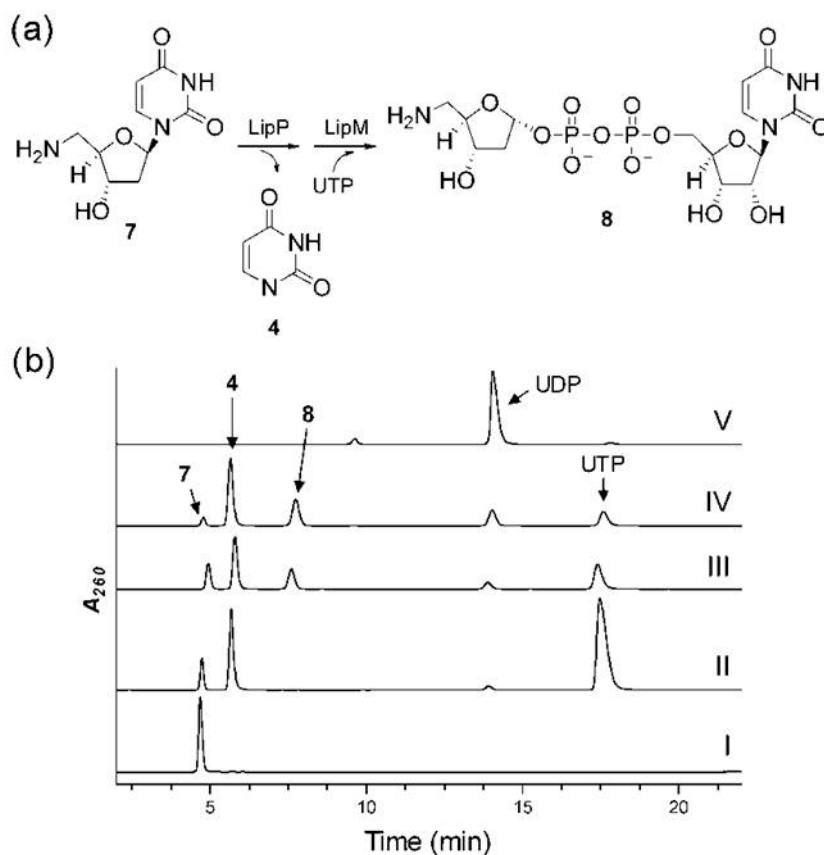 (a)
O
NH
N
O
H2N
O
H
HO
7
LipP
LipM
UTP
O
NH
N
O
4
H2N
O
H
HO
O
O
P
O–
O
O
P
O–
O
O
H
HO
OH
O
NH
N
O
8
(b)
A260
4
UDP
V
8
7
UTP
IV
III
II
I
5 10 15 20
Time (min)